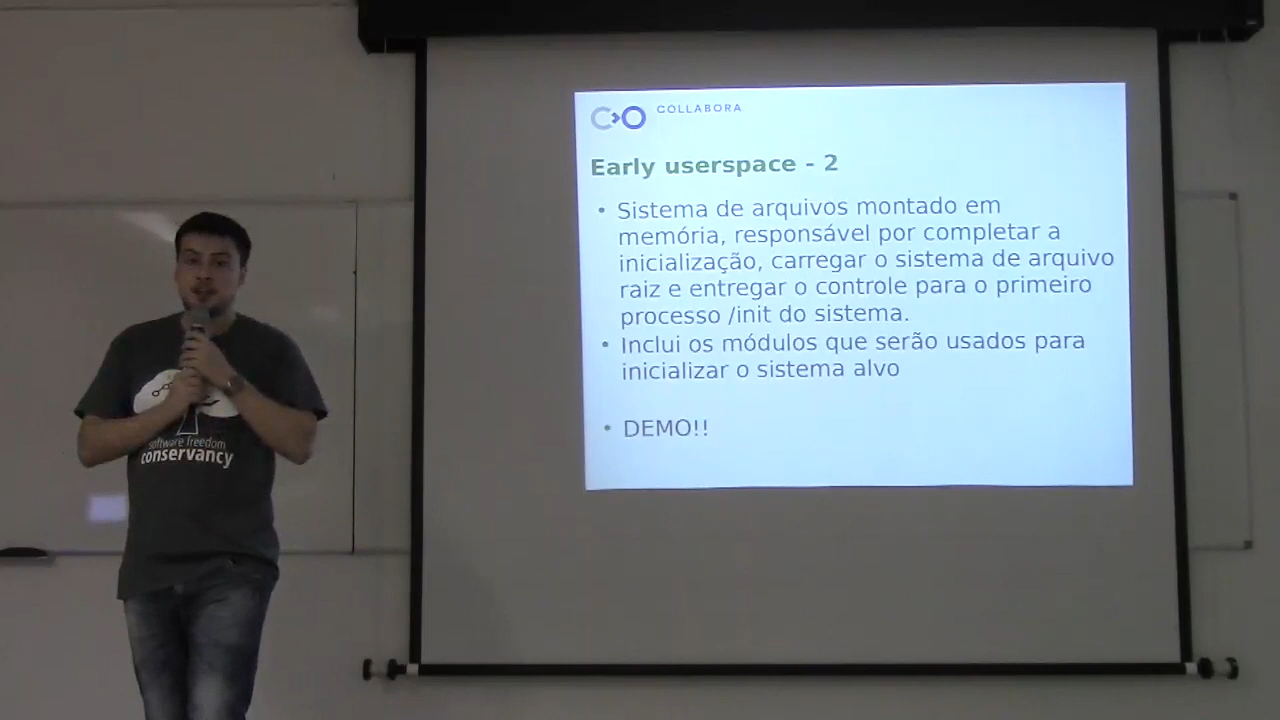 COLLABORA
Early userspace - 2
• Sistema de arquivos montado em
memória, responsável por completar a
inicialização, carregar o sistema de arquivo
raiz e entregar o controle para o primeiro
processo /init do sistema.
• Inclui os módulos que serão usados para
inicializar o sistema alvo
• DEMO!!
software freedom
conservancy